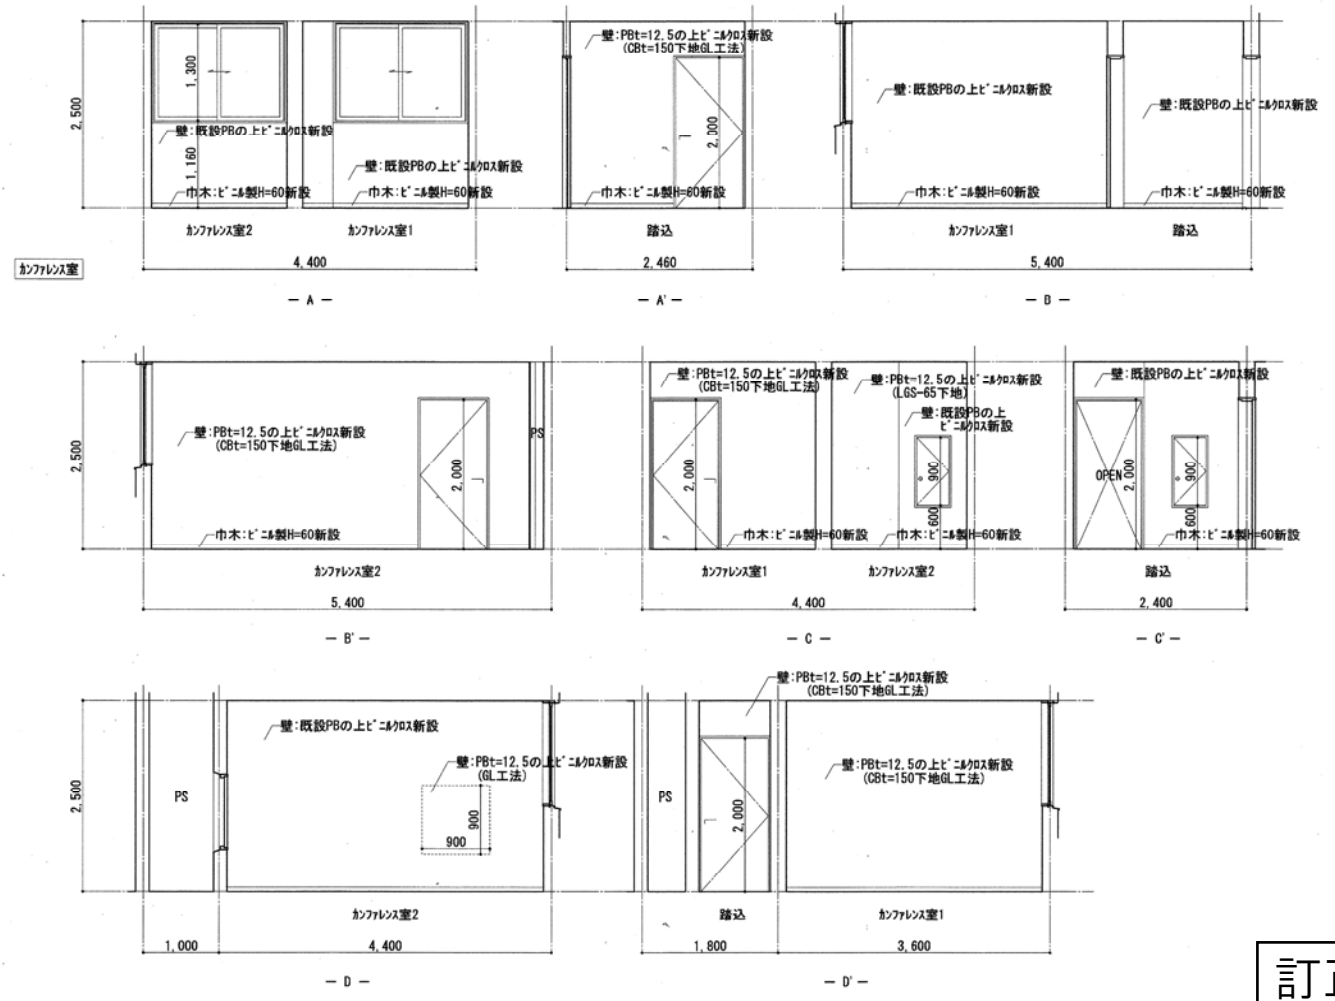 壁:PBt=12.5の上ﾋﾞﾆﾙｸﾛｽ新設
(CBt=150下地GL工法)
1,300
2,500
2,000
壁:既設PBの上ﾋﾞﾆﾙｸﾛｽ新設
壁:既設PBの上ﾋﾞﾆﾙｸﾛｽ新設
壁:既設PBの上ﾋﾞﾆﾙｸﾛｽ新設
壁:既設PBの上ﾋﾞﾆﾙｸﾛｽ新設
1,160
巾木:ﾋﾞﾆﾙ製H=60新設
巾木:ﾋﾞﾆﾙ製H=60新設
巾木:ﾋﾞﾆﾙ製H=60新設
巾木:ﾋﾞﾆﾙ製H=60新設
巾木:ﾋﾞﾆﾙ製H=60新設
ｶﾝﾌｧﾚﾝｽ室2
ｶﾝﾌｧﾚﾝｽ室1
踏込
ｶﾝﾌｧﾚﾝｽ室1
踏込
ｶﾝﾌｧﾚﾝｽ室
4,400
2,460
5,400
— A —
— A' —
— B —
壁:PBt=12.5の上ﾋﾞﾆﾙｸﾛｽ新設
(CBt=150下地GL工法)
2,500
2,000
PS
巾木:ﾋﾞﾆﾙ製H=60新設
ｶﾝﾌｧﾚﾝｽ室2
5,400
— B' —
壁:PBt=12.5の上ﾋﾞﾆﾙｸﾛｽ新設
(CBt=150下地GL工法)
壁:PBt=12.5の上ﾋﾞﾆﾙｸﾛｽ新設
(LGS-65下地)
壁:既設PBの上
ﾋﾞﾆﾙｸﾛｽ新設
2,000
900
600
巾木:ﾋﾞﾆﾙ製H=60新設
巾木:ﾋﾞﾆﾙ製H=60新設
ｶﾝﾌｧﾚﾝｽ室1
ｶﾝﾌｧﾚﾝｽ室2
4,400
— C —
壁:既設PBの上ﾋﾞﾆﾙｸﾛｽ新設
OPEN
2,000
900
600
巾木:ﾋﾞﾆﾙ製H=60新設
踏込
2,400
— C' —
壁:既設PBの上ﾋﾞﾆﾙｸﾛｽ新設
壁:PBt=12.5の上ﾋﾞﾆﾙｸﾛｽ新設
(GL工法)
2,500
PS
900
900
ｶﾝﾌｧﾚﾝｽ室2
1,000
4,400
— D —
壁:PBt=12.5の上ﾋﾞﾆﾙｸﾛｽ新設
(CBt=150下地GL工法)
壁:PBt=12.5の上ﾋﾞﾆﾙｸﾛｽ新設
(CBt=150下地GL工法)
PS
2,000
踏込
ｶﾝﾌｧﾚﾝｽ室1
1,800
3,600
— D' —
訂